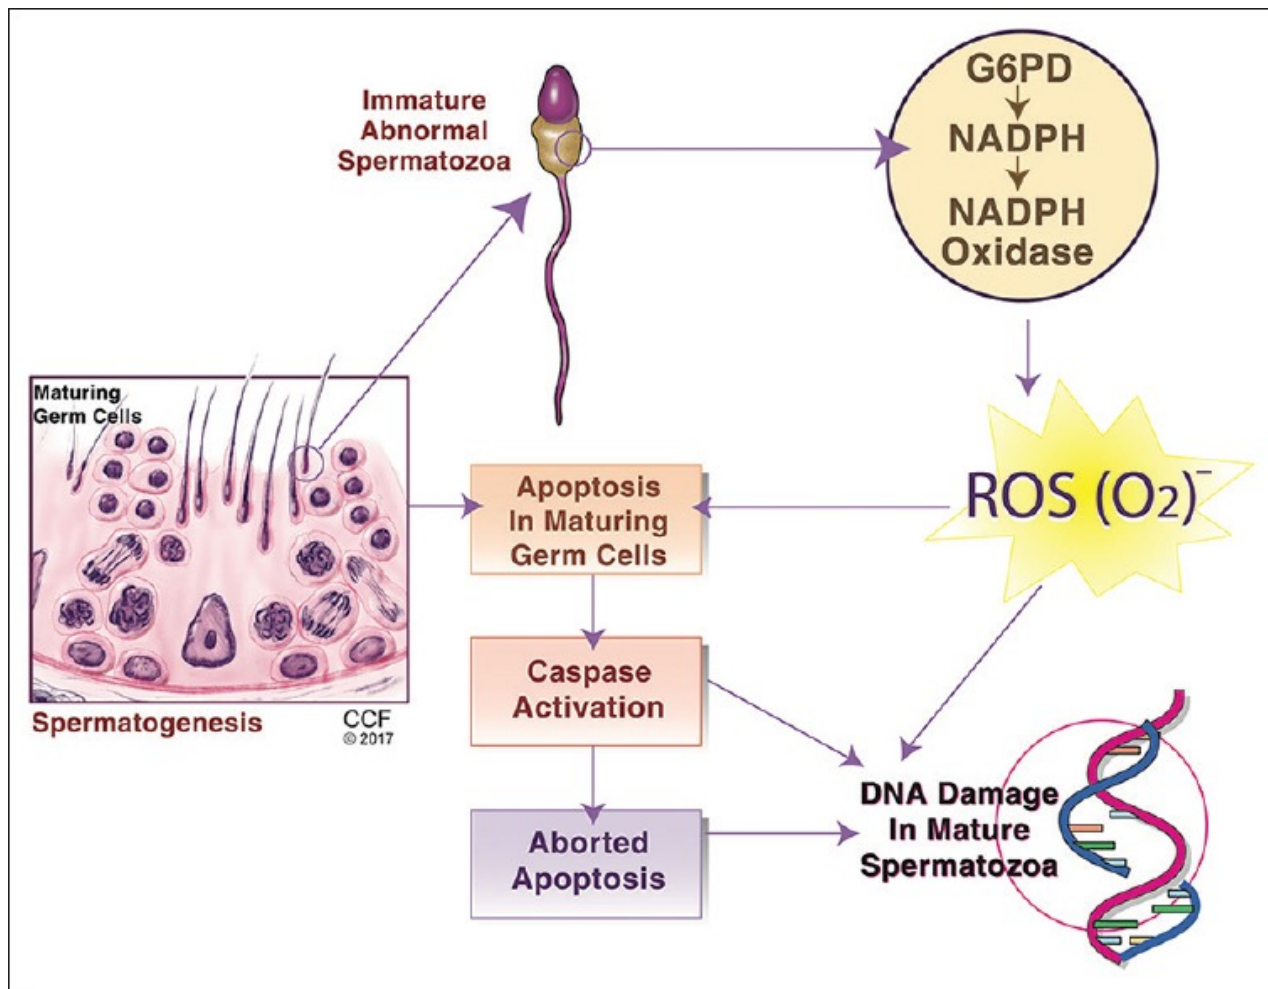 Immature
Abnormal
Spermatozoa
G6PD
NADPH
NADPH
Oxidase
Maturing
Germ Cells
Spermatogenesis
CCF
© 2017
Apoptosis
In Maturing
Germ Cells
ROS (O₂)⁻
Caspase
Activation
Aborted
Apoptosis
DNA Damage
In Mature
Spermatozoa